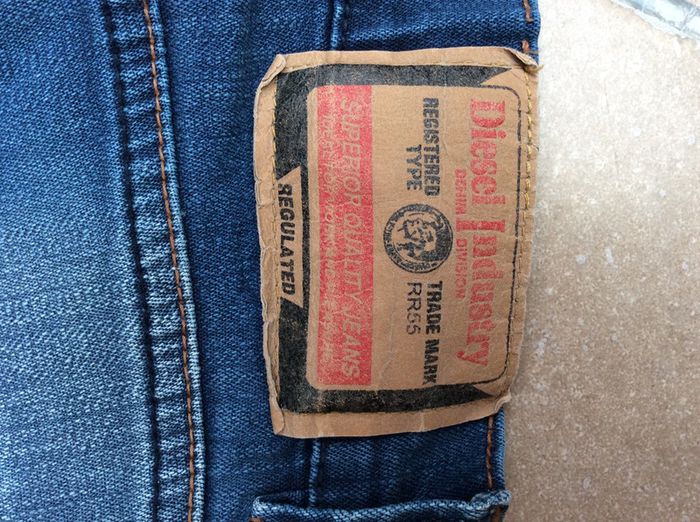 Diesel Industry
DENIM DIVISION
REGISTERED TRADE MARK
TYPE RR55
SUPERIOR QUALITY JEANS
REGULATED